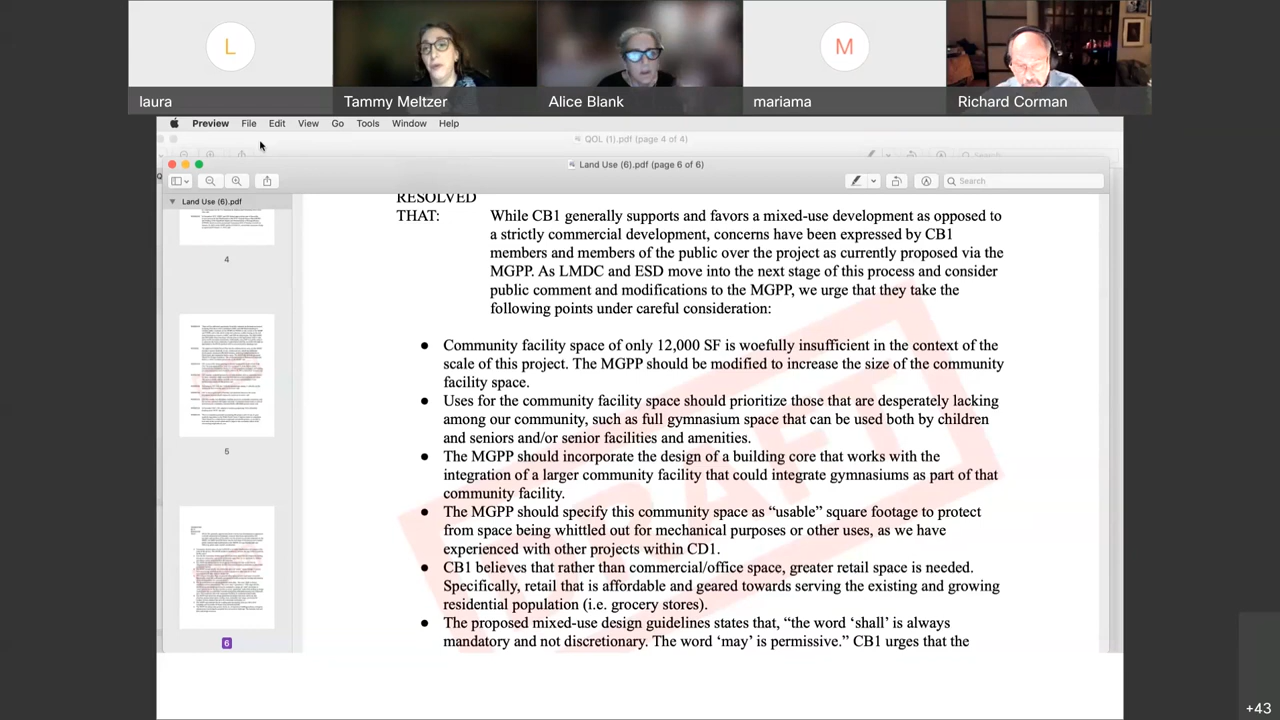 L
M
laura
Tammy Meltzer
Alice Blank
mariama
Richard Corman
Preview File Edit View Go Tools Window Help
QOL (1).pdf (page 4 of 4)
Land Use (6).pdf (page 6 of 6)
Search
Land Use (6).pdf
4
5
6
RESOLVED
THAT: While CB1 generally supports and favors a mixed-use development as opposed to
a strictly commercial development, concerns have been expressed by CB1
members and members of the public over the project as currently proposed via the
MGPP. As LMDC and ESD move into the next stage of this process and consider
public comment and modifications to the MGPP, we urge that they take the
following points under careful consideration:
● Community facility space of only 12,000 SF is woefully insufficient in the context of the
scale of the project. The MGPP should be modified to increase the size of the community
facility space.
● Uses for the community facility space should prioritize those that are desperately lacking
among our community, such as full gymnasium space that can be used both by children
and seniors and/or senior facilities and amenities.
● The MGPP should incorporate the design of a building core that works with the
integration of a larger community facility that could integrate gymnasiums as part of that
community facility.
● The MGPP should specify this community space as “usable” square footage to protect
from space being whittled out for mechanical purposes or other uses, as we have
experienced with other projects within CD1.
● CB1 believes that rather than commercial/office space, greater retail space is needed.
Specifically, retail that is affordable and geared towards serving the existing and growing
residential population (i.e. grocery stores).
● The proposed mixed-use design guidelines states that, “the word ‘shall’ is always
mandatory and not discretionary. The word ‘may’ is permissive.” CB1 urges that the
DRAFT
+43